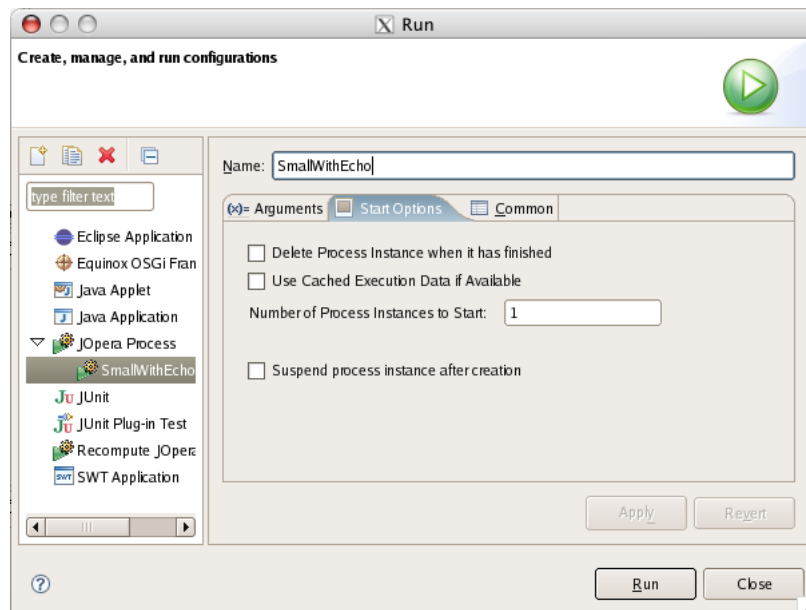 Run
Create, manage, and run configurations
Name: SmallWithEcho
type filter text
(x)= Arguments Start Options Common
Eclipse Application
Equinox OSGi Fran
Java Applet
Java Application
JOpera Process
SmallWithEcho
JUnit
JUnit Plug-in Test
Recompute JOpera
SWT Application
Delete Process Instance when it has finished
Use Cached Execution Data if Available
Number of Process Instances to Start: 1
Suspend process instance after creation
Apply Revert
Run Close